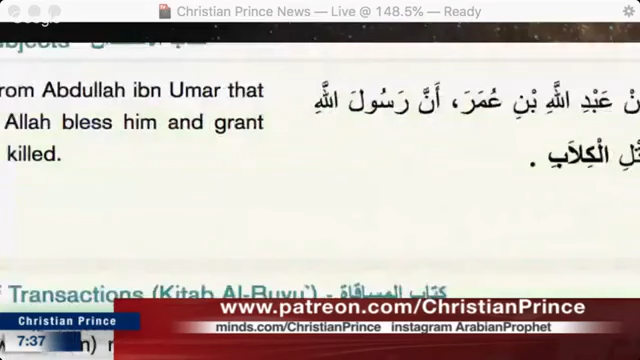 Christian Prince News — Live @ 148.5% — Ready
rom Abdullah ibn Umar that
Allah bless him and grant
killed.
نْ عَبْدِ اللَّهِ بْنِ عُمَرَ، أَنَّ رَسُولَ اللَّهِ
تْلِ الْكِلاَبِ .
Transactions (Kitab Al-Buyu`) - كتاب المساقاة
www.patreon.com/ChristianPrince
Christian Prince
minds.com/ChristianPrince instagram ArabianProphet
7:37